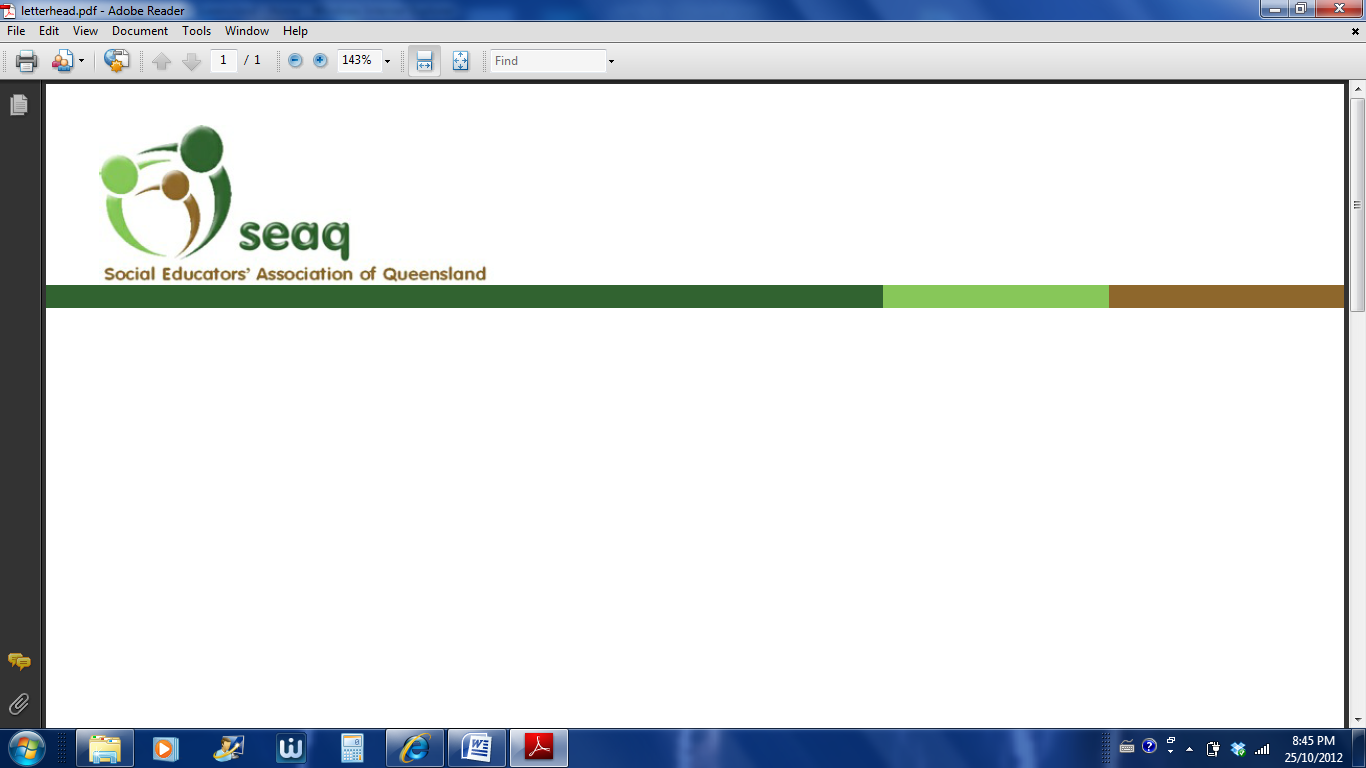 letterhead.pdf - Adobe Reader
File Edit View Document Tools Window Help
1 / 1 143% Find
seaq
Social Educators' Association of Queensland
8:45 PM
25/10/2012